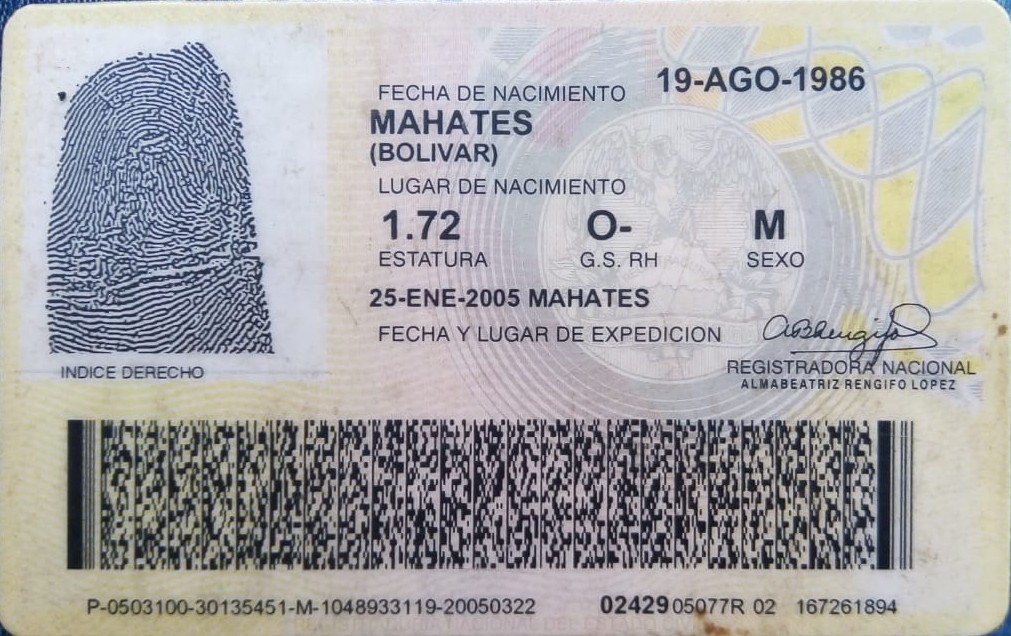 FECHA DE NACIMIENTO 19-AGO-1986
MAHATES
(BOLIVAR)
LUGAR DE NACIMIENTO
1.72 O- M
ESTATURA G.S. RH SEXO
25-ENE-2005 MAHATES
FECHA Y LUGAR DE EXPEDICION
INDICE DERECHO
REGISTRADORA NACIONAL
ALMABEATRIZ RENGIFO LOPEZ
P-0503100-30135451-M-1048933119-20050322 02429 05077R 02 167261894